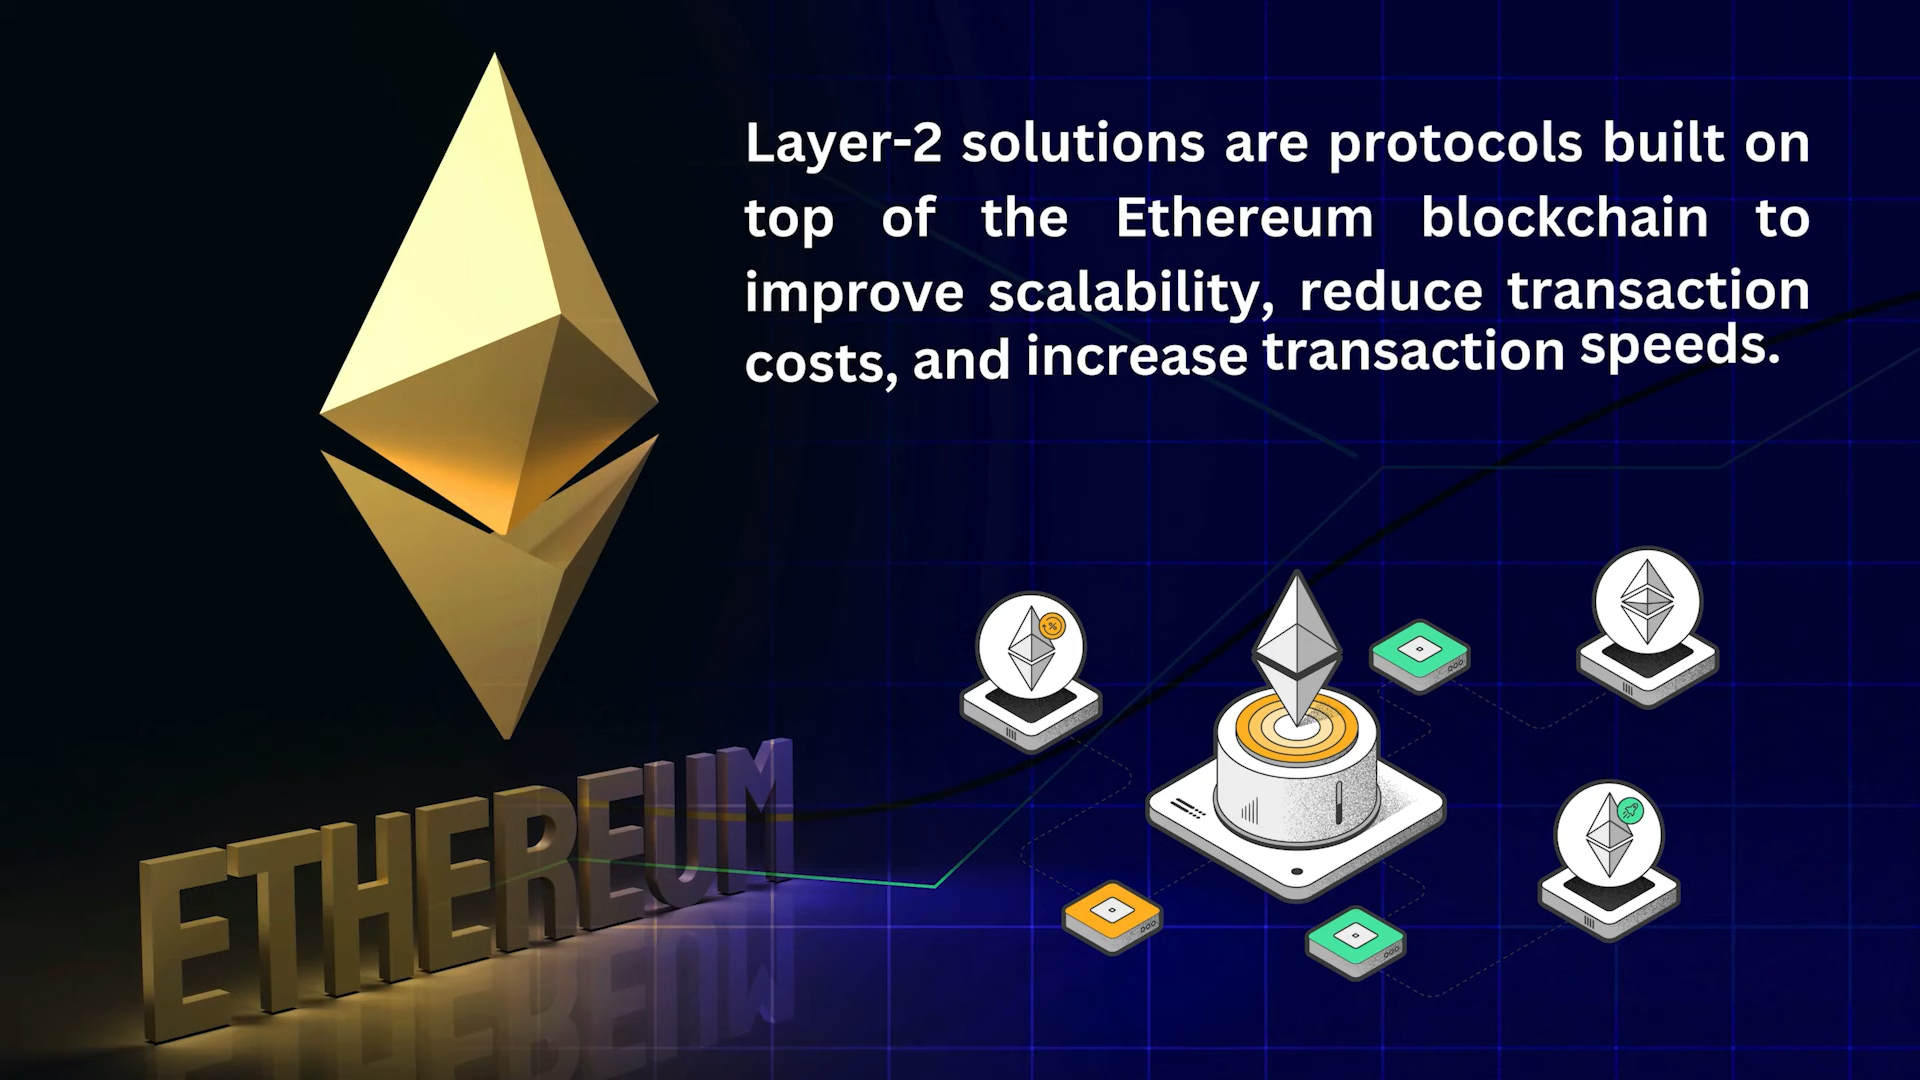 Layer-2 solutions are protocols built on
top of the Ethereum blockchain to
improve scalability, reduce transaction
costs, and increase transaction speeds.
ETHEREUM
%